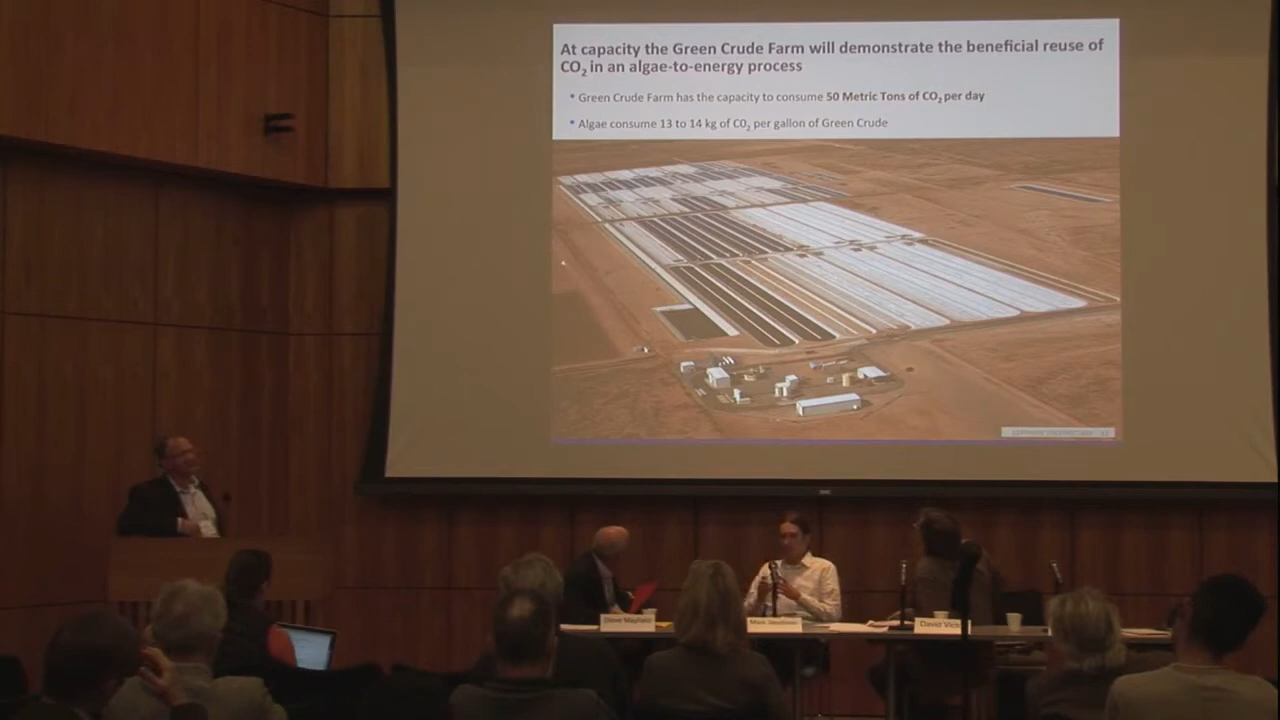 At capacity the Green Crude Farm will demonstrate the beneficial reuse of
CO2 in an algae-to-energy process
* Green Crude Farm has the capacity to consume 50 Metric Tons of CO2 per day
* Algae consume 13 to 14 kg of CO2 per gallon of Green Crude
Steve Mayfield
David Vic